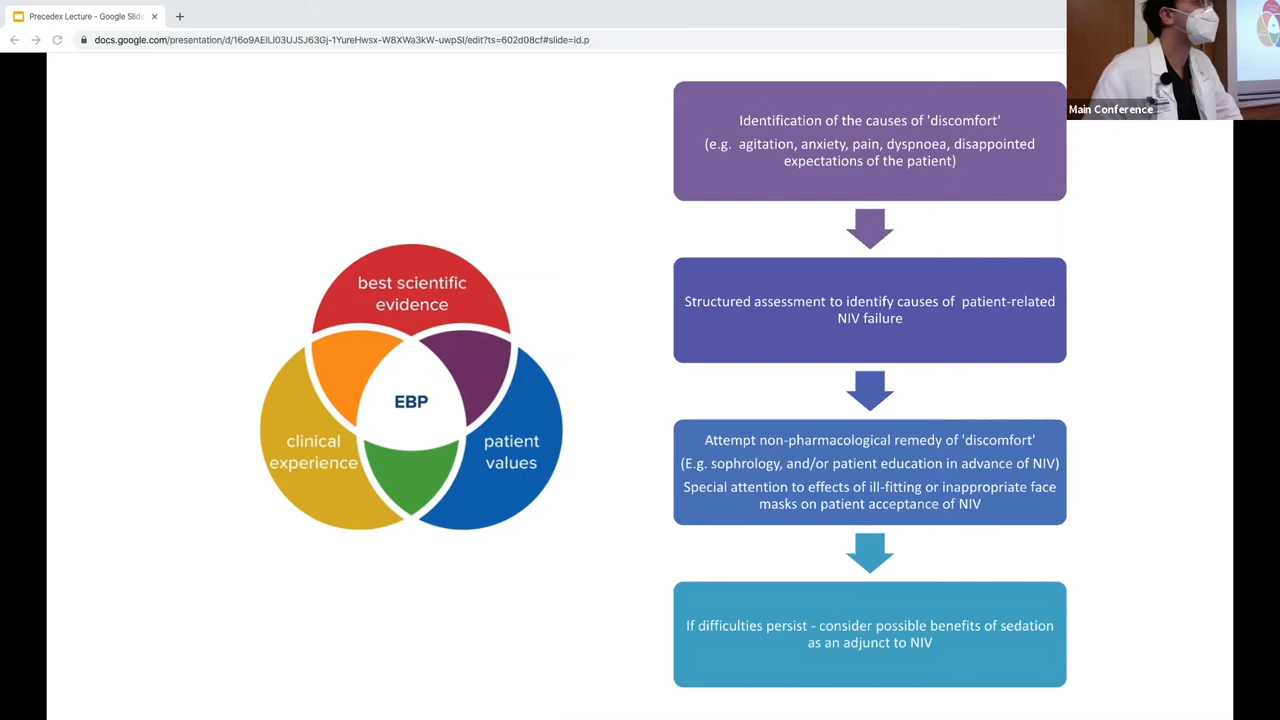 Precedex Lecture - Google Slide
docs.google.com/presentation/d/16o9AEILI03UJSJ63Gj-1YureHwsx-W8XWa3kW-uwpSI/edit?ts=602d08cf#slide=id.p
Main Conference
best scientific
evidence
EBP
clinical
experience
patient
values
Identification of the causes of 'discomfort'
(e.g. agitation, anxiety, pain, dyspnoea, disappointed
expectations of the patient)
Structured assessment to identify causes of patient-related
NIV failure
Attempt non-pharmacological remedy of 'discomfort'
(E.g. sophrology, and/or patient education in advance of NIV)
Special attention to effects of ill-fitting or inappropriate face
masks on patient acceptance of NIV
If difficulties persist - consider possible benefits of sedation
as an adjunct to NIV